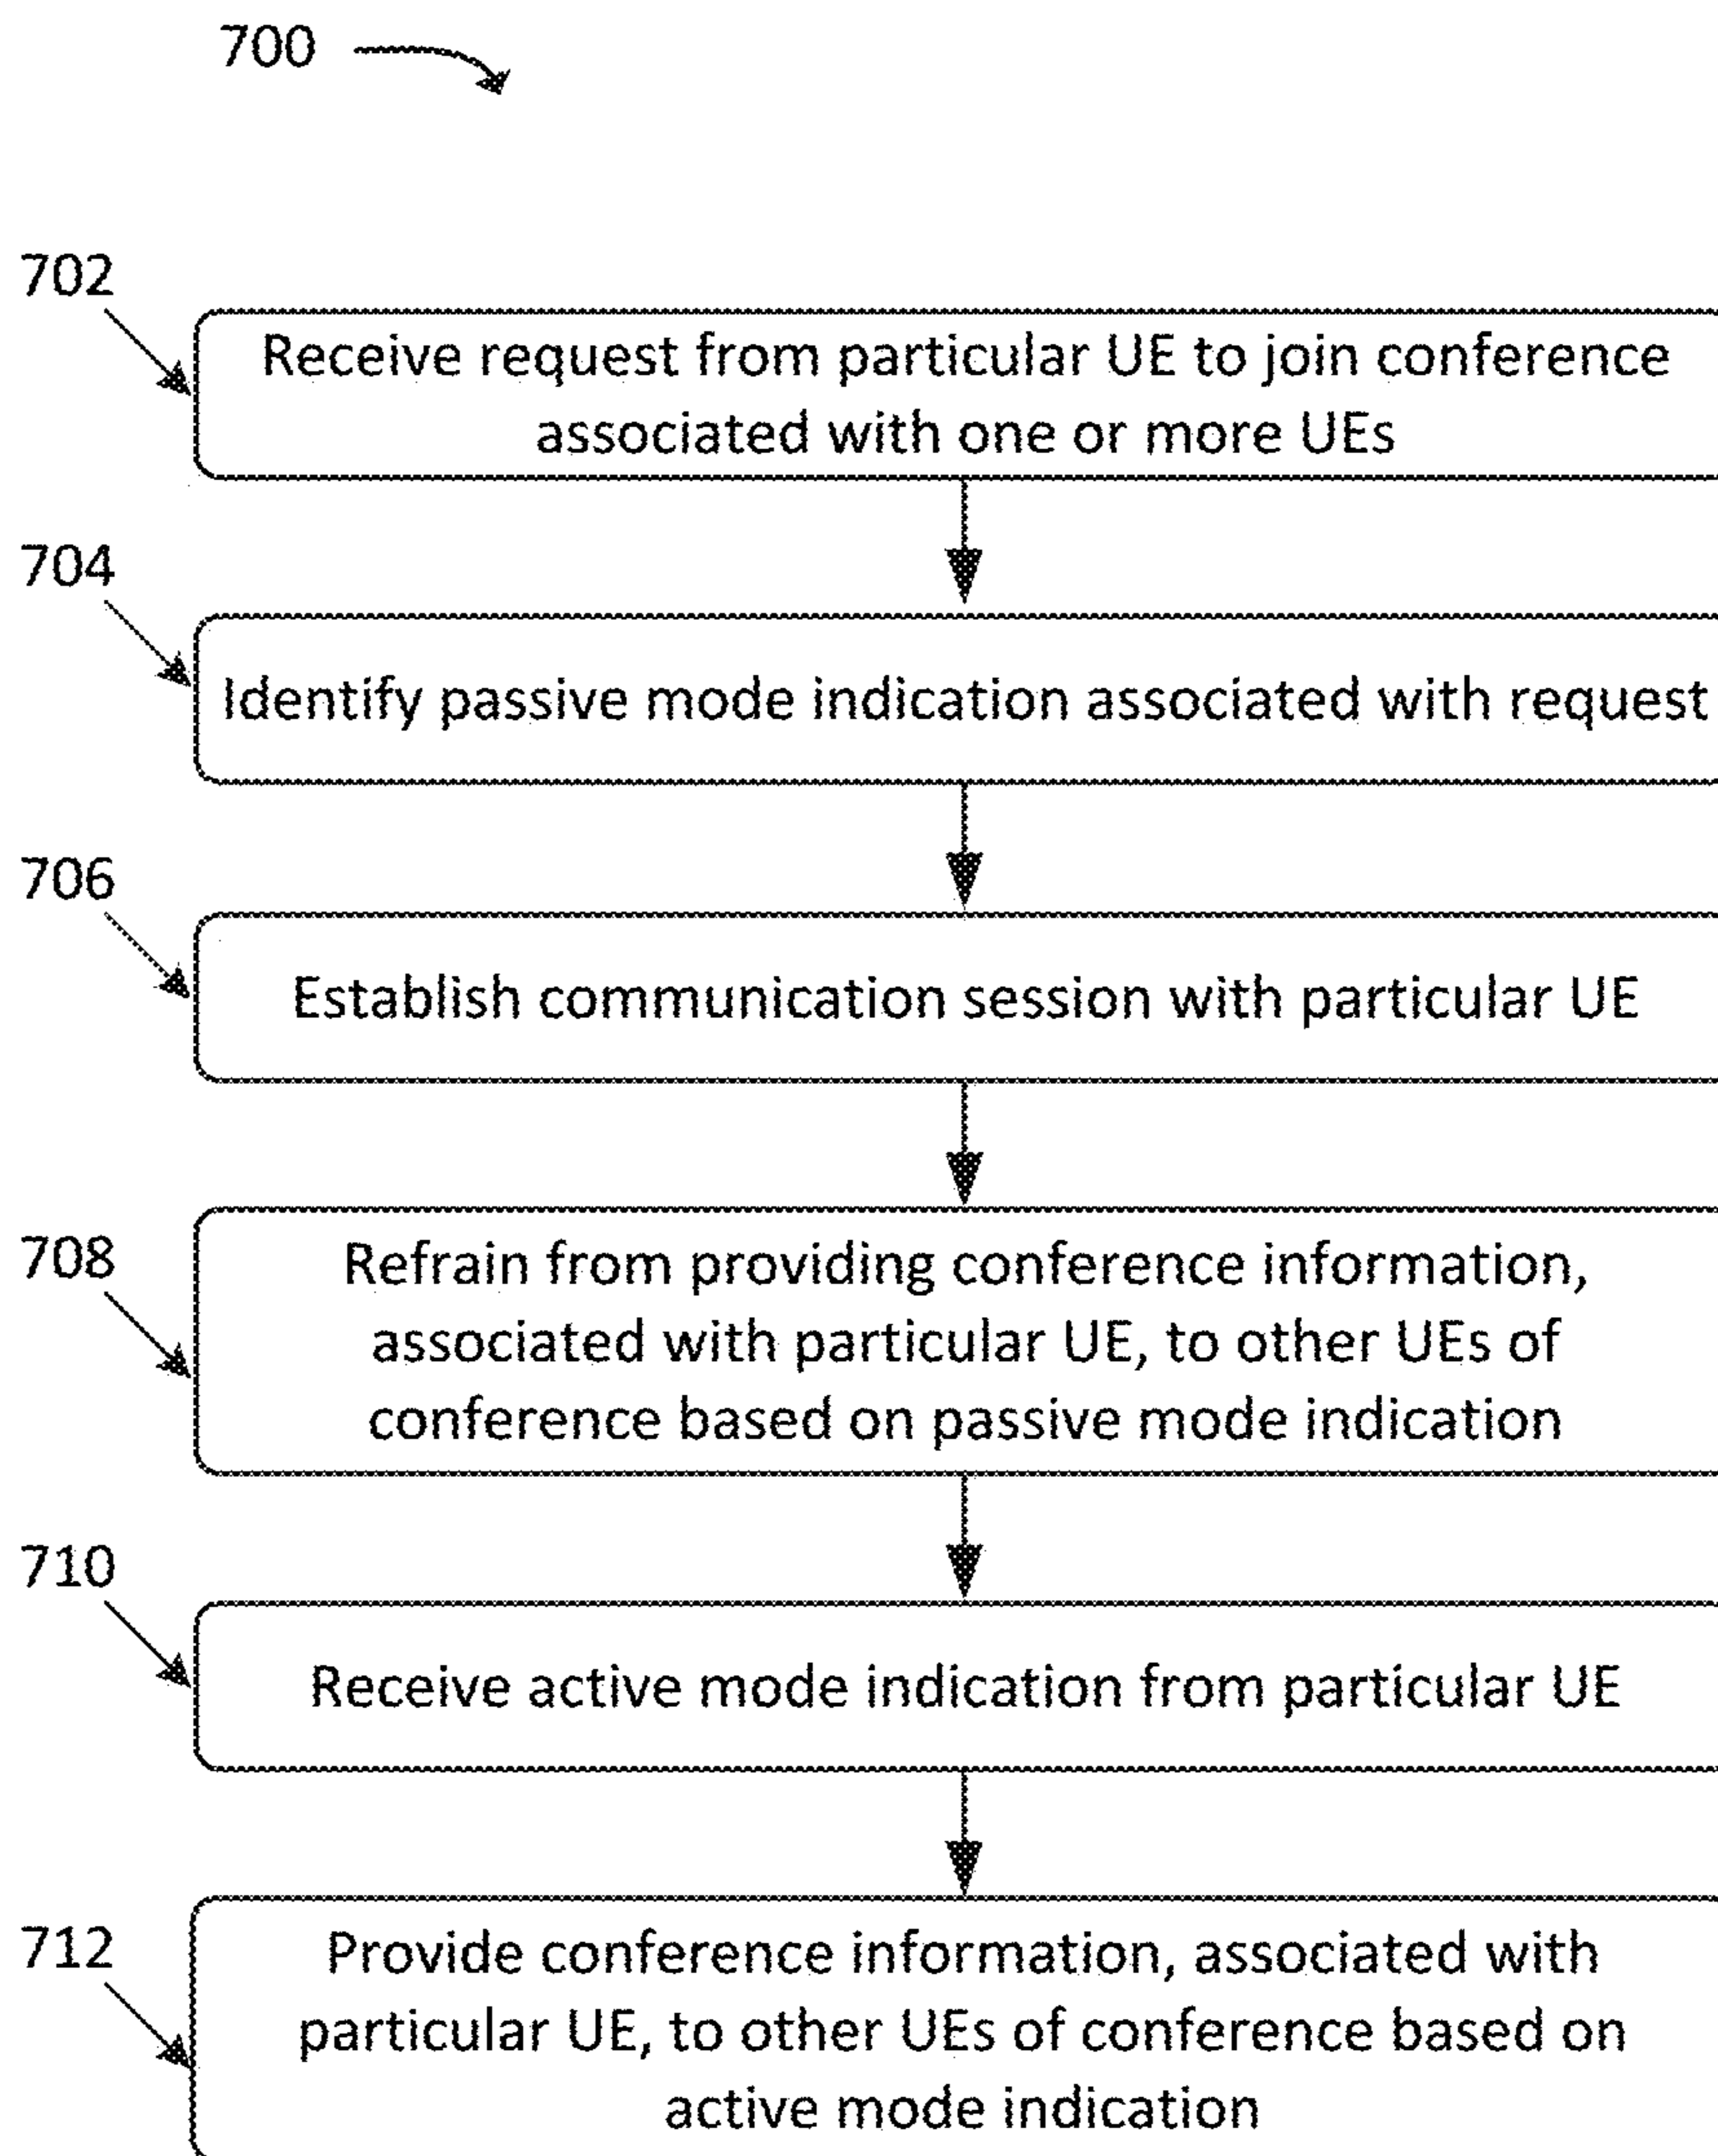 700
702
Receive request from particular UE to join conference
associated with one or more UEs
704
Identify passive mode indication associated with request
706
Establish communication session with particular UE
708
Refrain from providing conference information,
associated with particular UE, to other UEs of
conference based on passive mode indication
710
Receive active mode indication from particular UE
712
Provide conference information, associated with
particular UE, to other UEs of conference based on
active mode indication